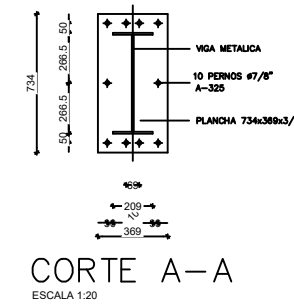 50
266.5
734
266.5
50
VIGA METALICA
10 PERNOS ø7/8"
A-325
PLANCHA 734x369x3/
69
209
369
CORTE A-A
ESCALA 1:20